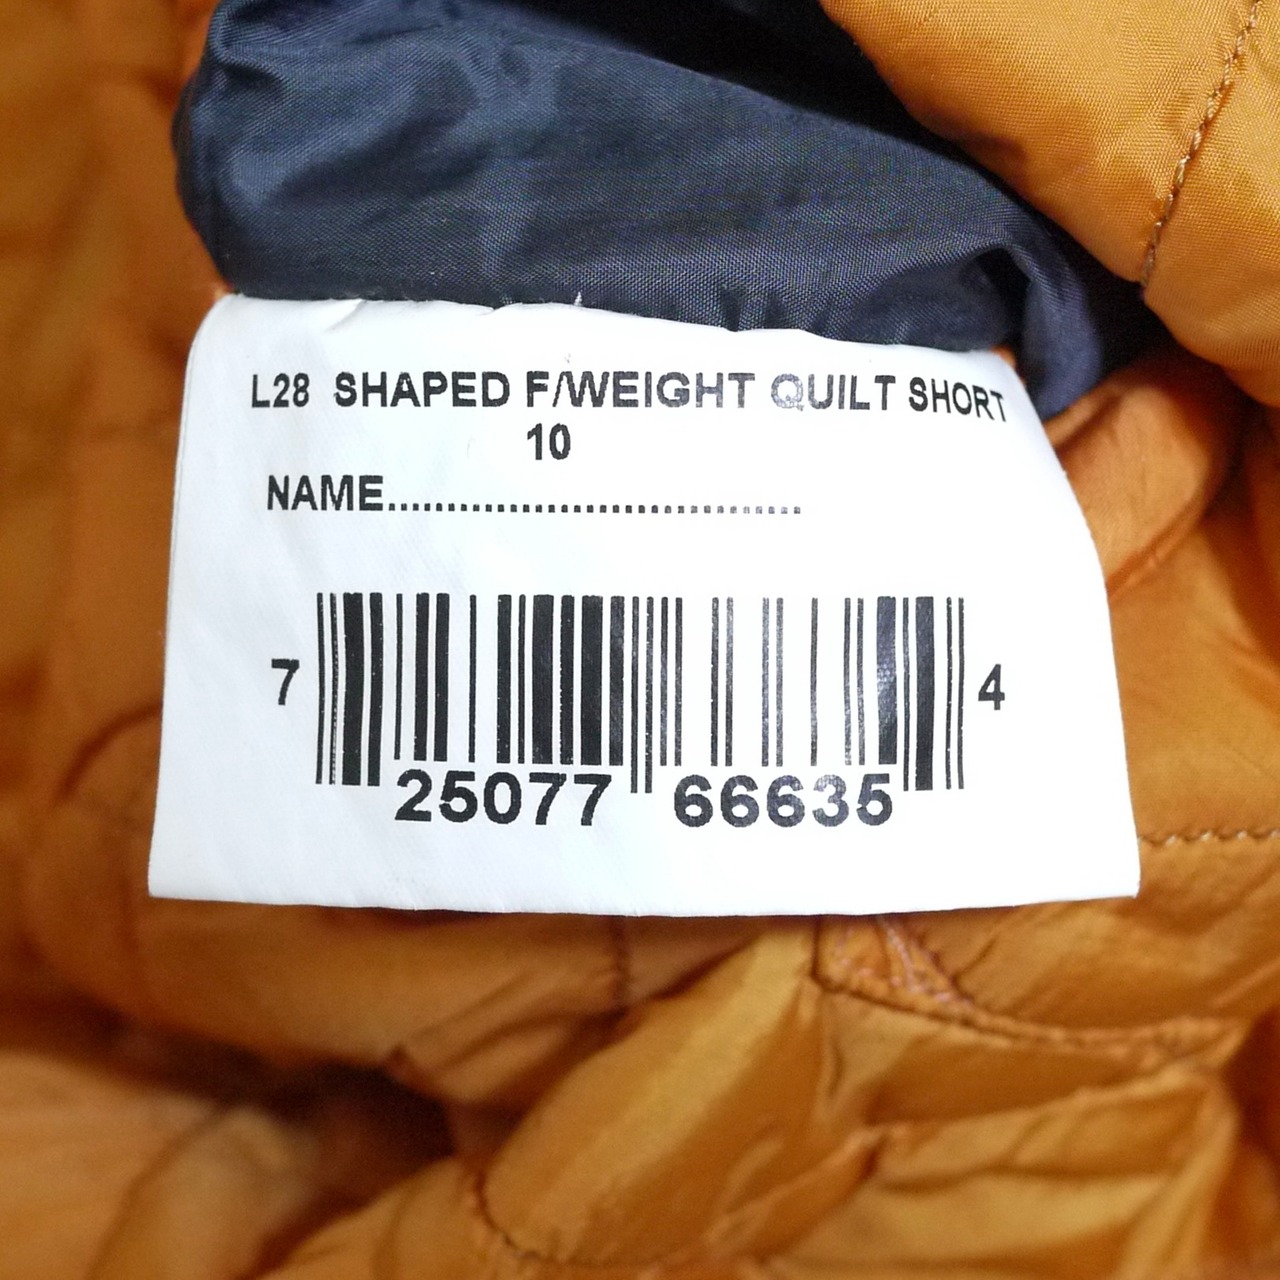 L28 SHAPED F/WEIGHT QUILT SHORT
10
NAME..................................
7 25077 66635 4